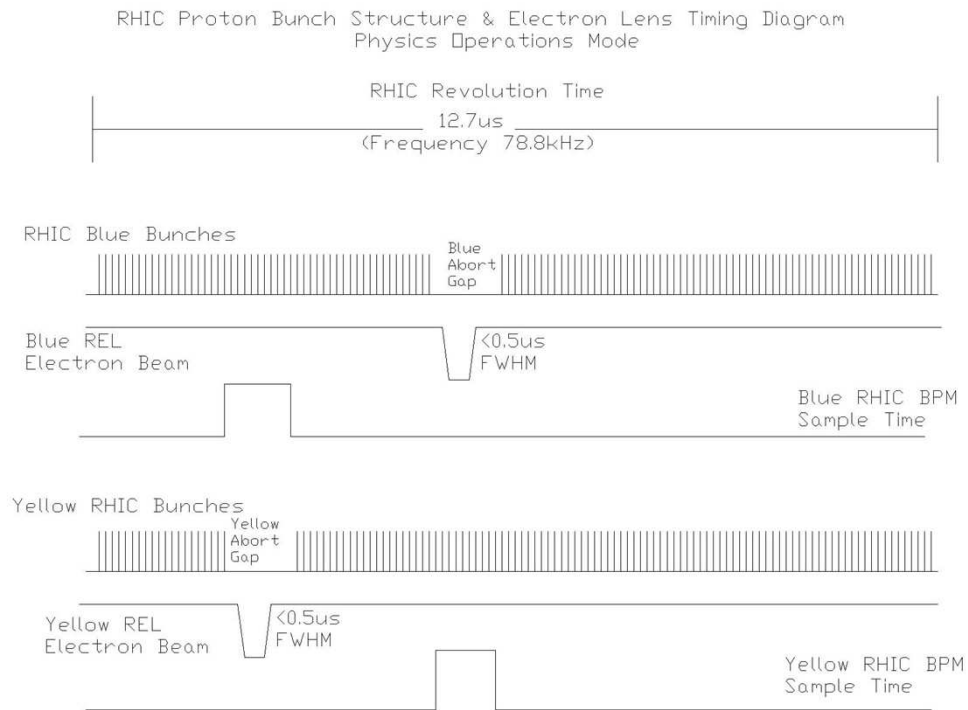 RHIC Proton Bunch Structure & Electron Lens Timing Diagram
Physics Operations Mode
RHIC Revolution Time
12.7us
(Frequency 78.8kHz)
RHIC Blue Bunches
Blue
Abort
Gap
Blue REL
Electron Beam
<0.5us
FWHM
Blue RHIC BPM
Sample Time
Yellow RHIC Bunches
Yellow
Abort
Gap
Yellow REL
Electron Beam
<0.5us
FWHM
Yellow RHIC BPM
Sample Time